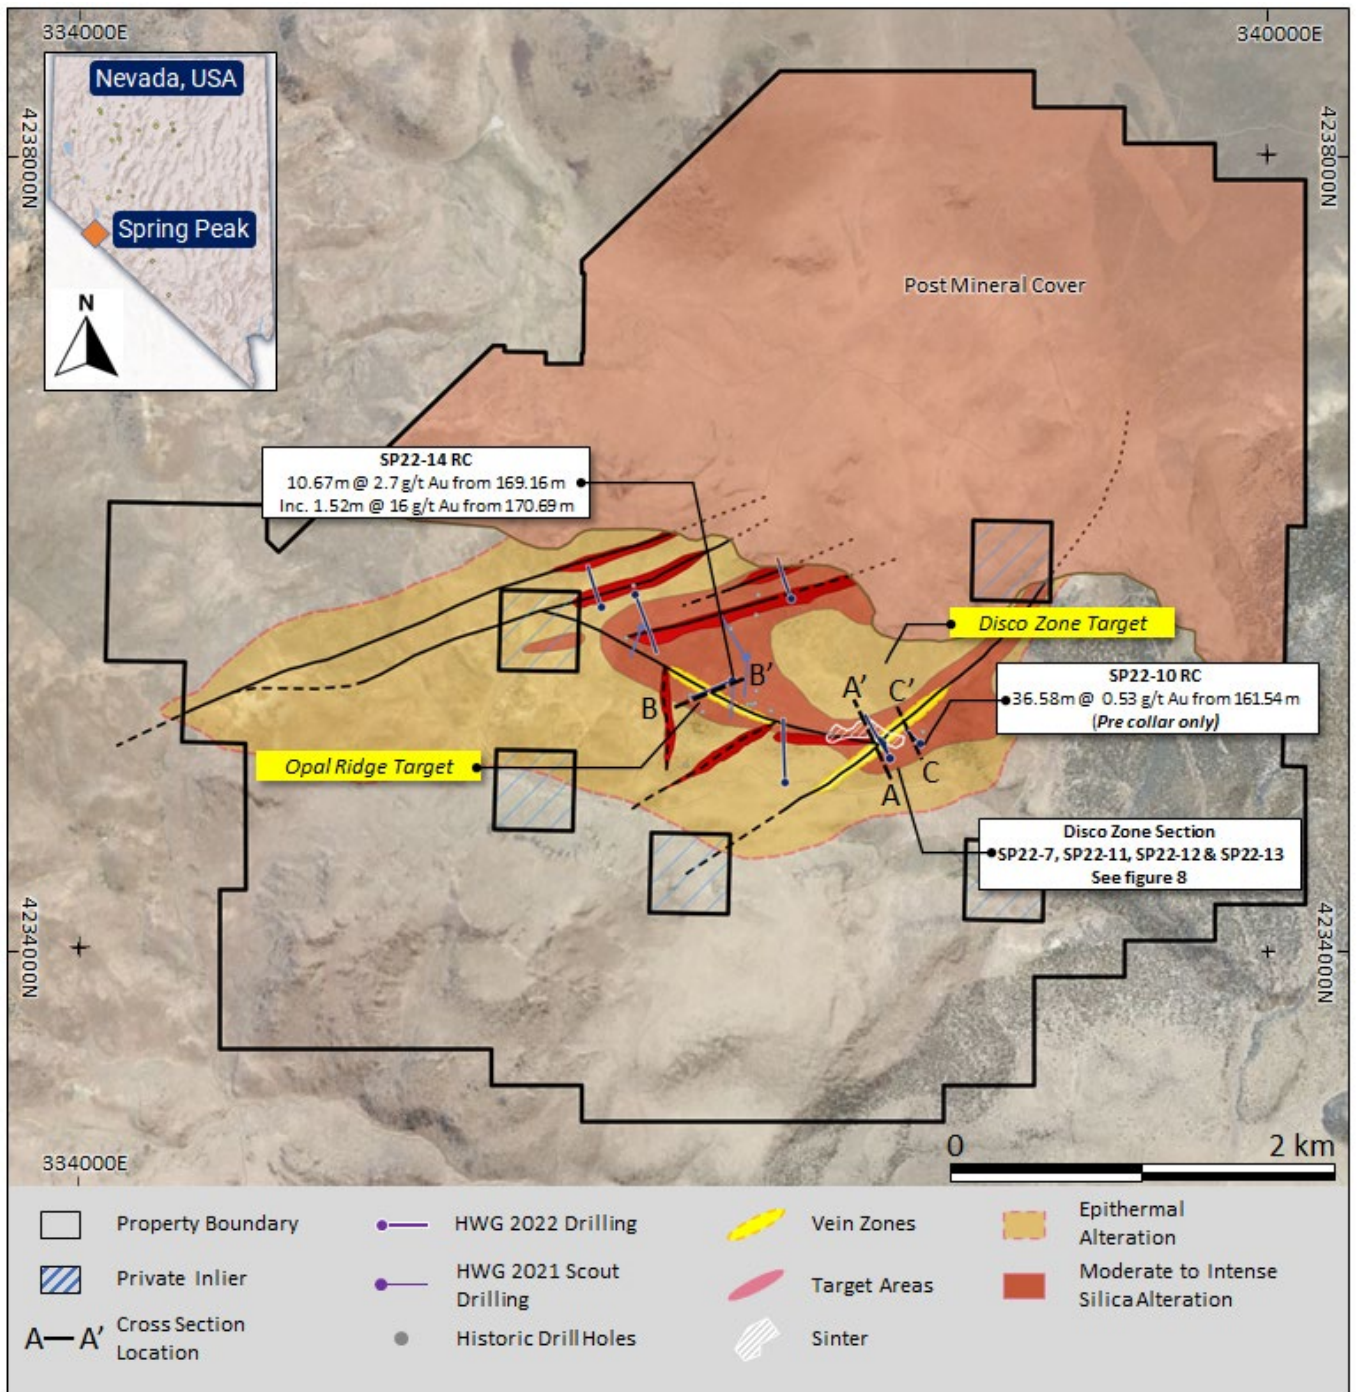 334000E
340000E
Nevada, USA
4238000N
4238000N
Spring Peak
N
Post Mineral Cover
SP22-14 RC
10.67m @ 2.7 g/t Au from 169.16 m
Inc. 1.52m @ 16 g/t Au from 170.69 m
Disco Zone Target
B'
A'
C'
B
SP22-10 RC
36.58m @ 0.53 g/t Au from 161.54 m
(Pre collar only)
Opal Ridge Target
C
A
Disco Zone Section
SP22-7, SP22-11, SP22-12 & SP22-13
See figure 8
4234000N
4234000N
334000E
0
2 km
Property Boundary
HWG 2022 Drilling
Vein Zones
Epithermal
Alteration
Private Inlier
HWG 2021 Scout
Drilling
Target Areas
Moderate to Intense
Silica Alteration
A A'
Cross Section
Location
Historic Drill Holes
Sinter